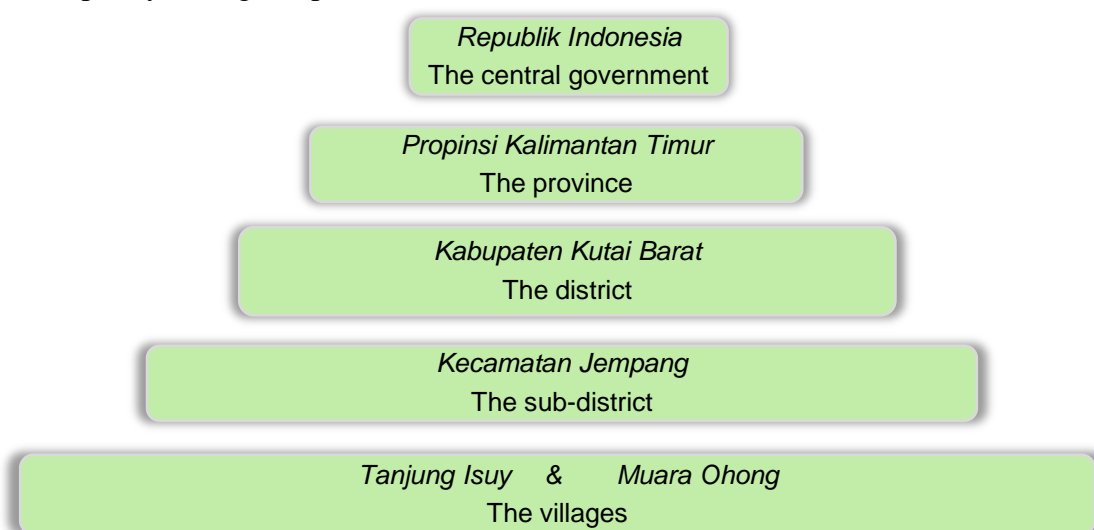 Republik Indonesia
The central government
Propinsi Kalimantan Timur
The province
Kabupaten Kutai Barat
The district
Kecamatan Jempang
The sub-district
Tanjung Isuy & Muara Ohong
The villages